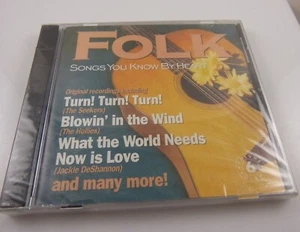 FOLK
SONGS YOU KNOW BY HEART
Original recordings including
Turn! Turn! Turn!
(The Seekers)
Blowin' in the Wind
(The Hollies)
What the World Needs
Now is Love
(Jackie DeShannon)
and many more!